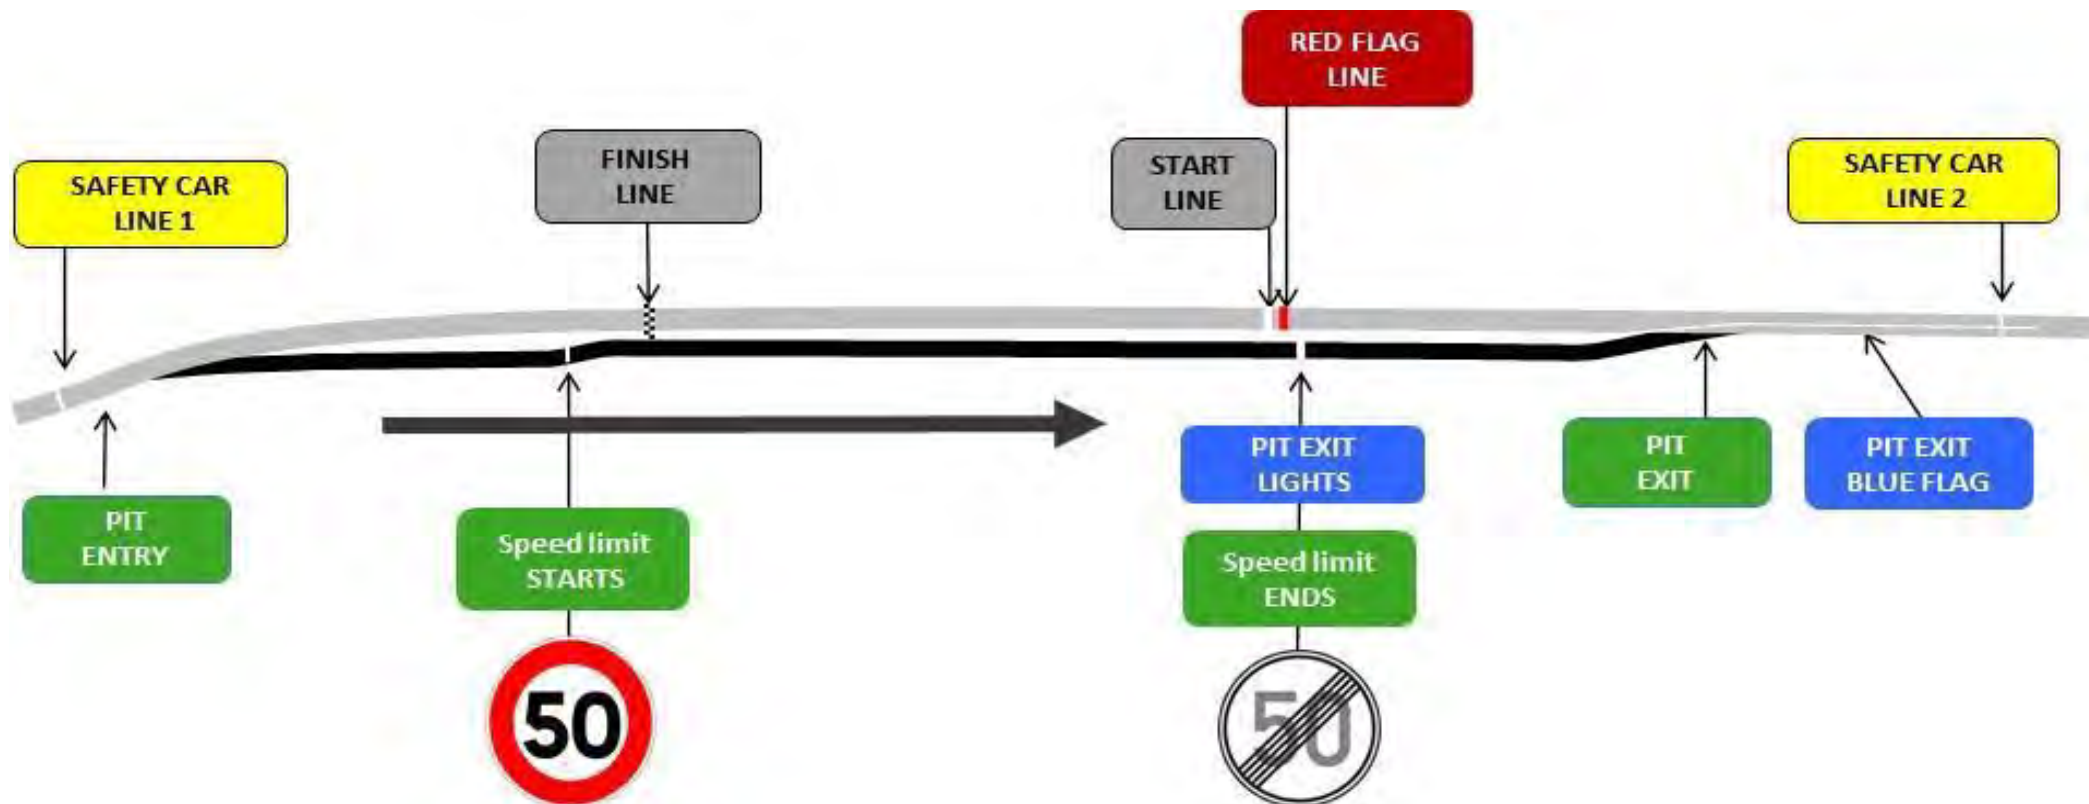 RED FLAG
LINE
FINISH
LINE
START
LINE
SAFETY CAR
LINE 2
SAFETY CAR
LINE 1
PIT EXIT
LIGHTS
PIT
EXIT
PIT EXIT
BLUE FLAG
PIT
ENTRY
Speed limit
STARTS
Speed limit
ENDS
50
50